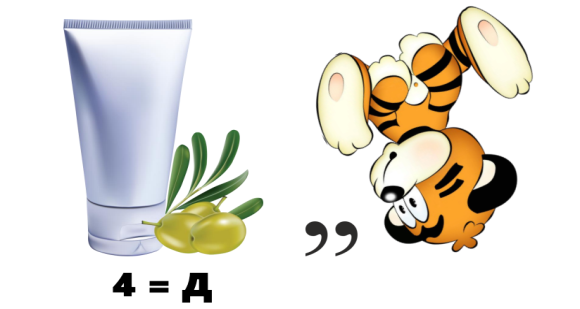 ,,
4 = Д